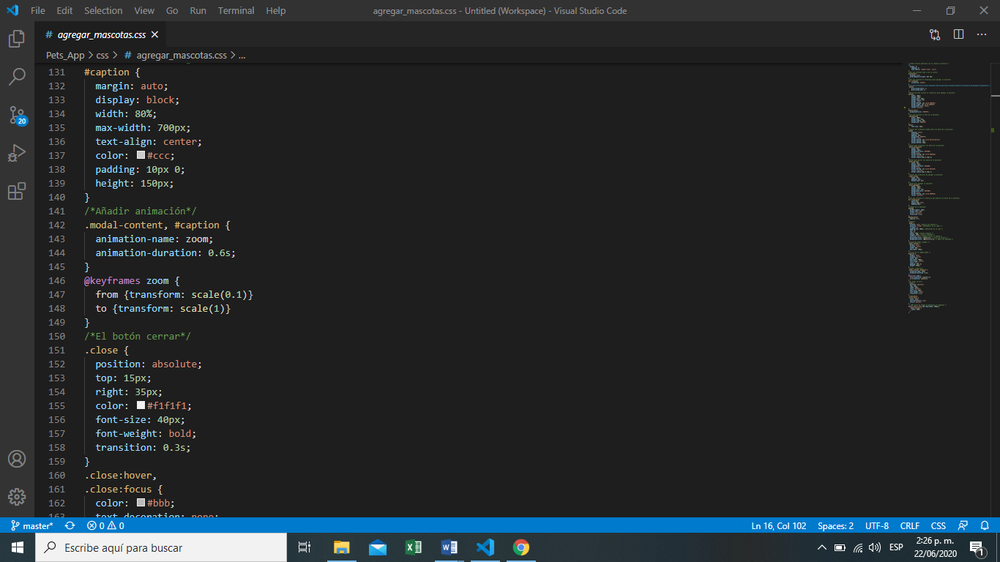 File Edit Selection View Go Run Terminal Help
agregar_mascotas.css - Untitled (Workspace) - Visual Studio Code
# agregar_mascotas.css
Pets_App > css > # agregar_mascotas.css > ...
131 #caption {
132 margin: auto;
133 display: block;
134 width: 80%;
135 max-width: 700px;
136 text-align: center;
137 color: #ccc;
138 padding: 10px 0;
139 height: 150px;
140 }
141 /*Añadir animación*/
142 .modal-content, #caption {
143 animation-name: zoom;
144 animation-duration: 0.6s;
145 }
146 @keyframes zoom {
147 from {transform: scale(0.1)}
148 to {transform: scale(1)}
149 }
150 /*El botón cerrar*/
151 .close {
152 position: absolute;
153 top: 15px;
154 right: 35px;
155 color: #f1f1f1;
156 font-size: 40px;
157 font-weight: bold;
158 transition: 0.3s;
159 }
160 .close:hover,
161 .close:focus {
162 color: #bbb;
163 text-decoration: none;
20
master* 0 0 Ln 16, Col 102 Spaces: 2 UTF-8 CRLF CSS
Escribe aquí para buscar
ESP
2:26 p. m.
22/06/2020
1